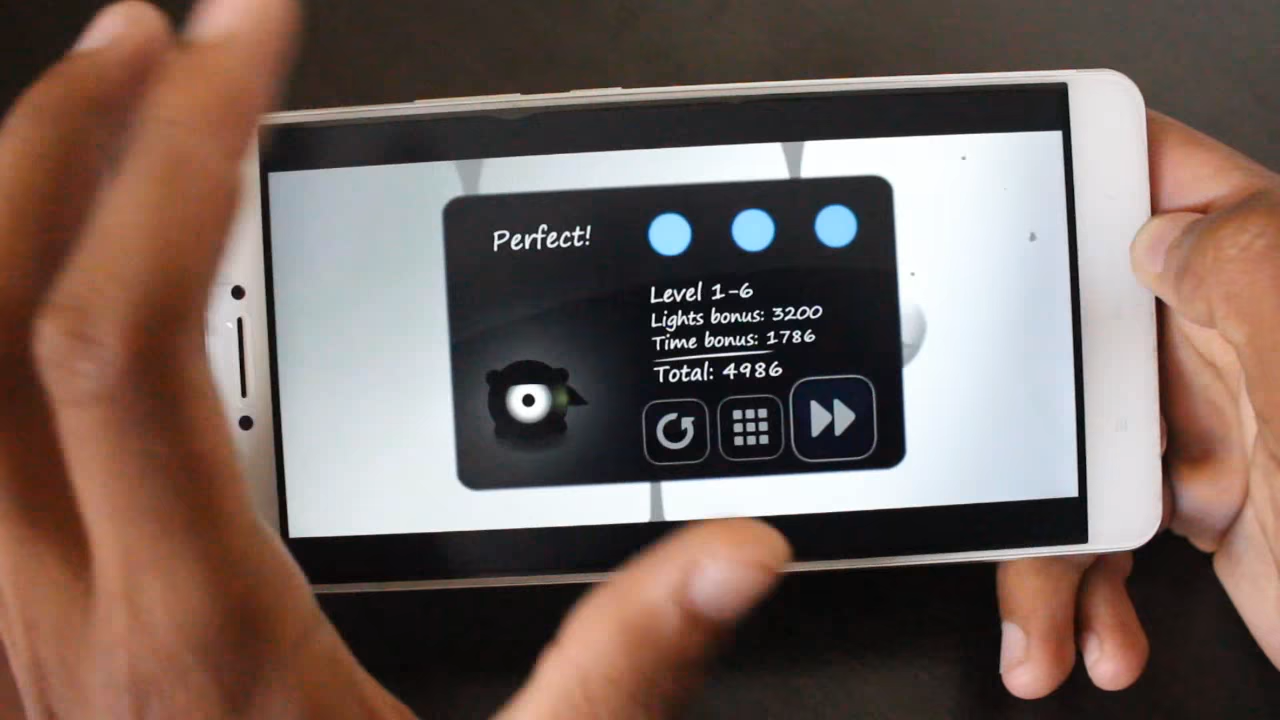 Perfect!
Level 1-6
Lights bonus: 3200
Time bonus: 1786
Total: 4986